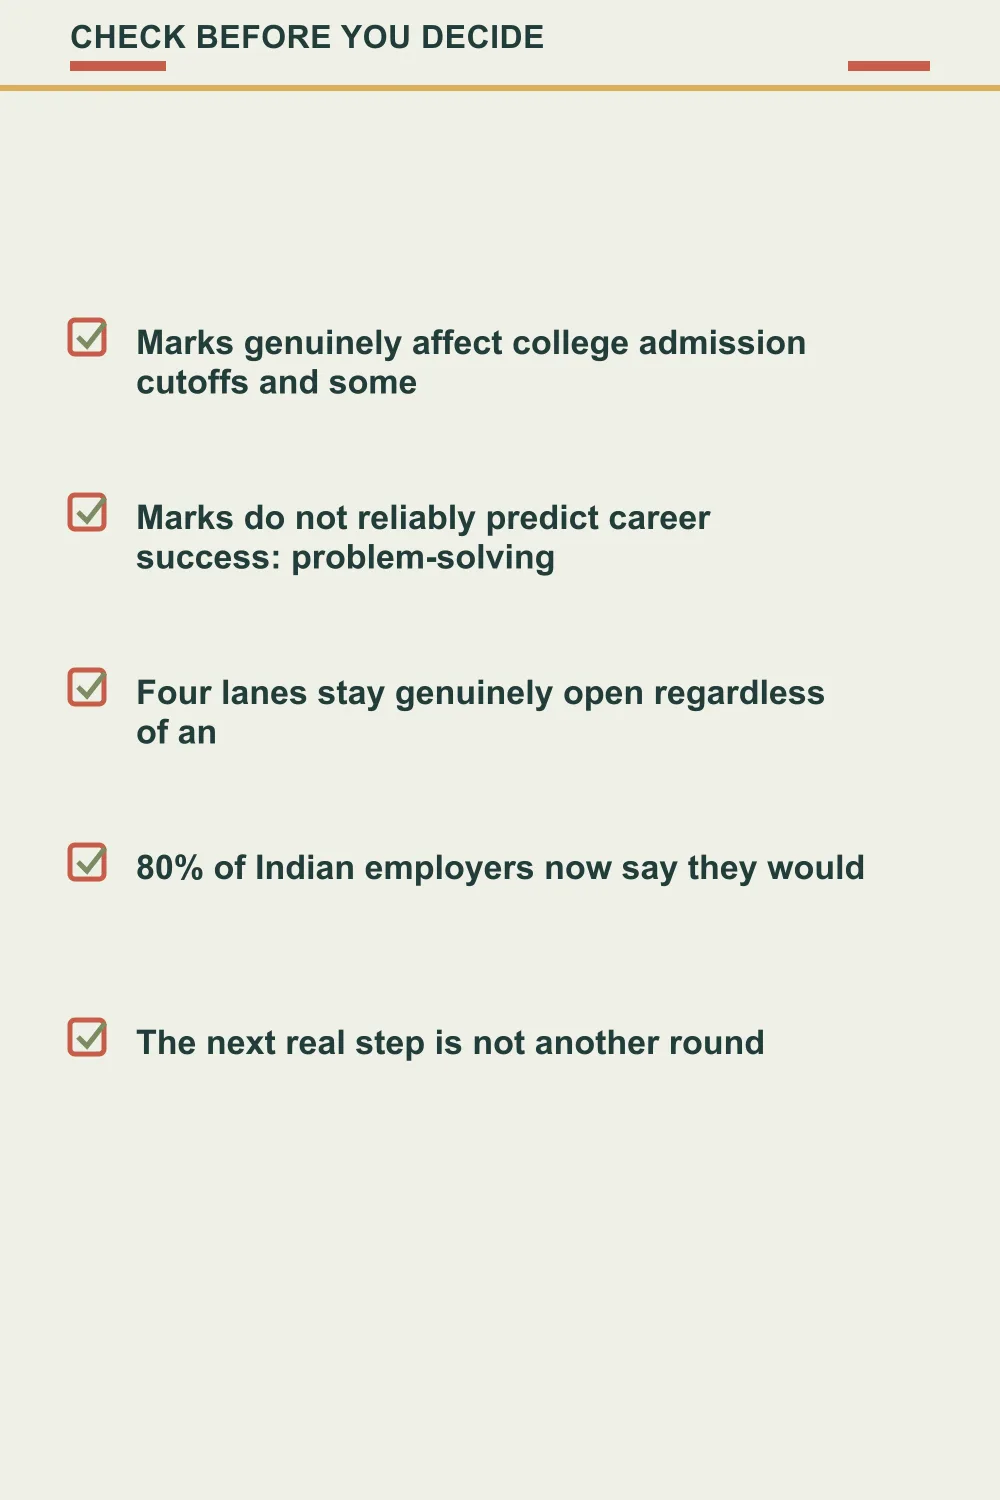 CHECK BEFORE YOU DECIDE
Marks genuinely affect college admission
cutoffs and some
Marks do not reliably predict career
success: problem-solving
Four lanes stay genuinely open regardless
of an
80% of Indian employers now say they would
The next real step is not another round